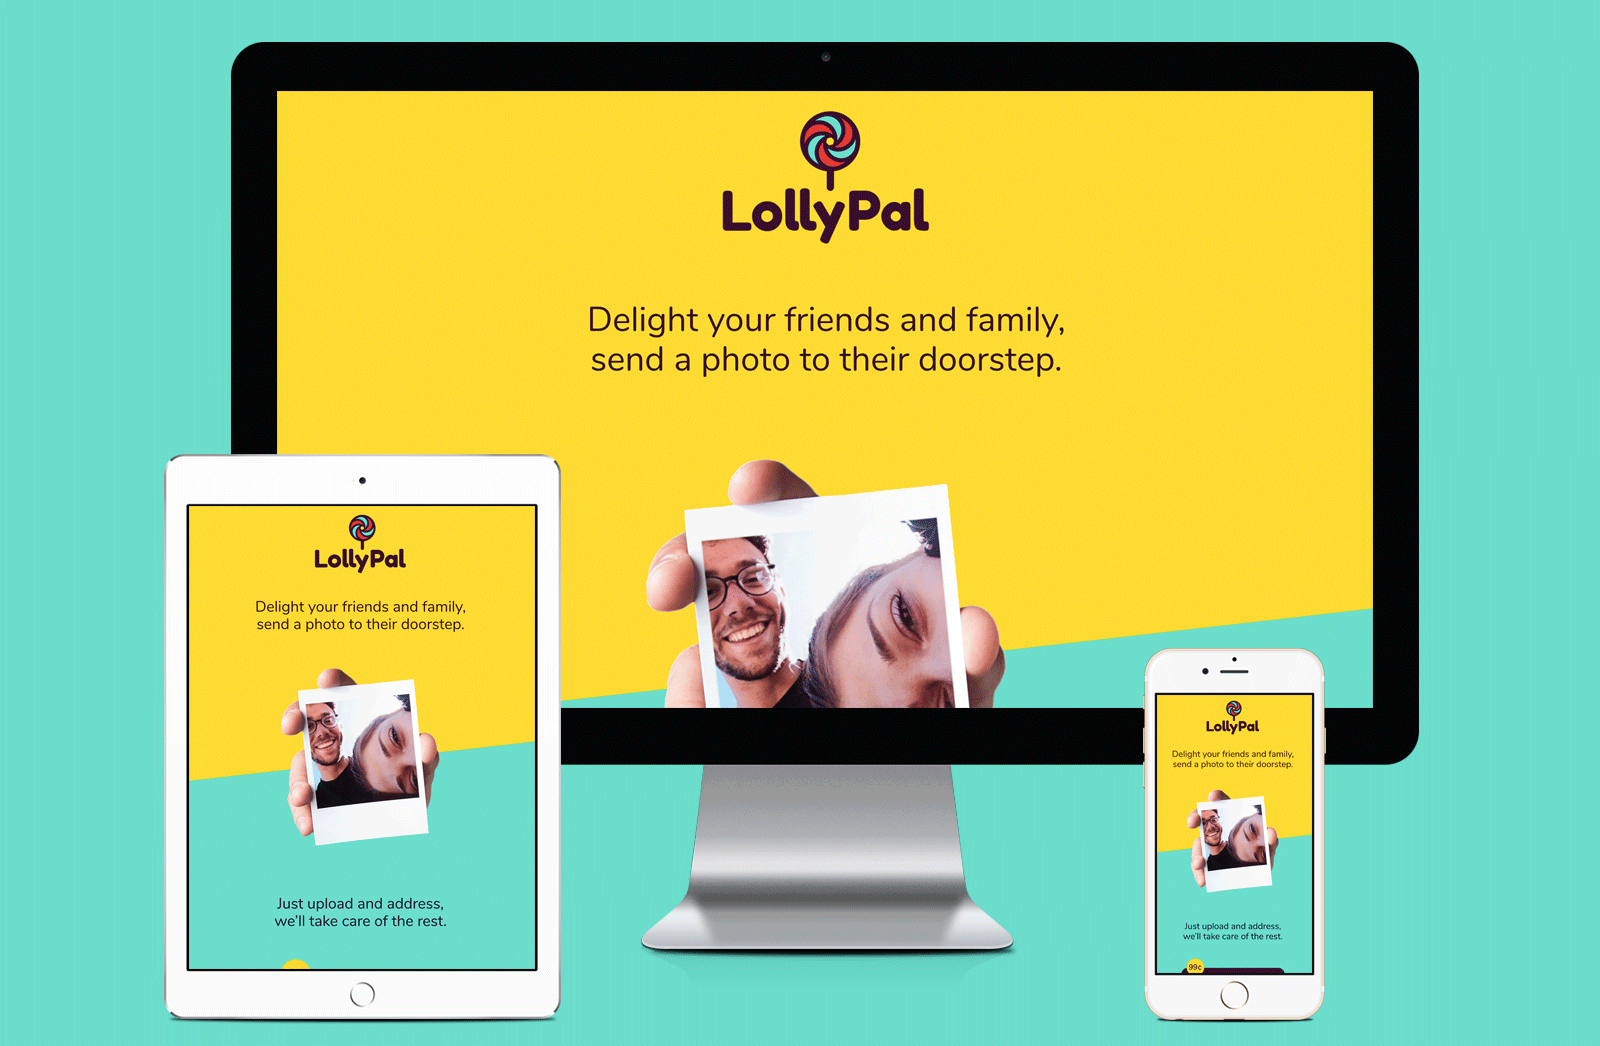 LollyPal
Delight your friends and family,
send a photo to their doorstep.
LollyPal
Delight your friends and family,
send a photo to their doorstep.
Just upload and address,
we'll take care of the rest.
LollyPal
Delight your friends and family,
send a photo to their doorstep.
Just upload and address,
we'll take care of the rest.
99¢